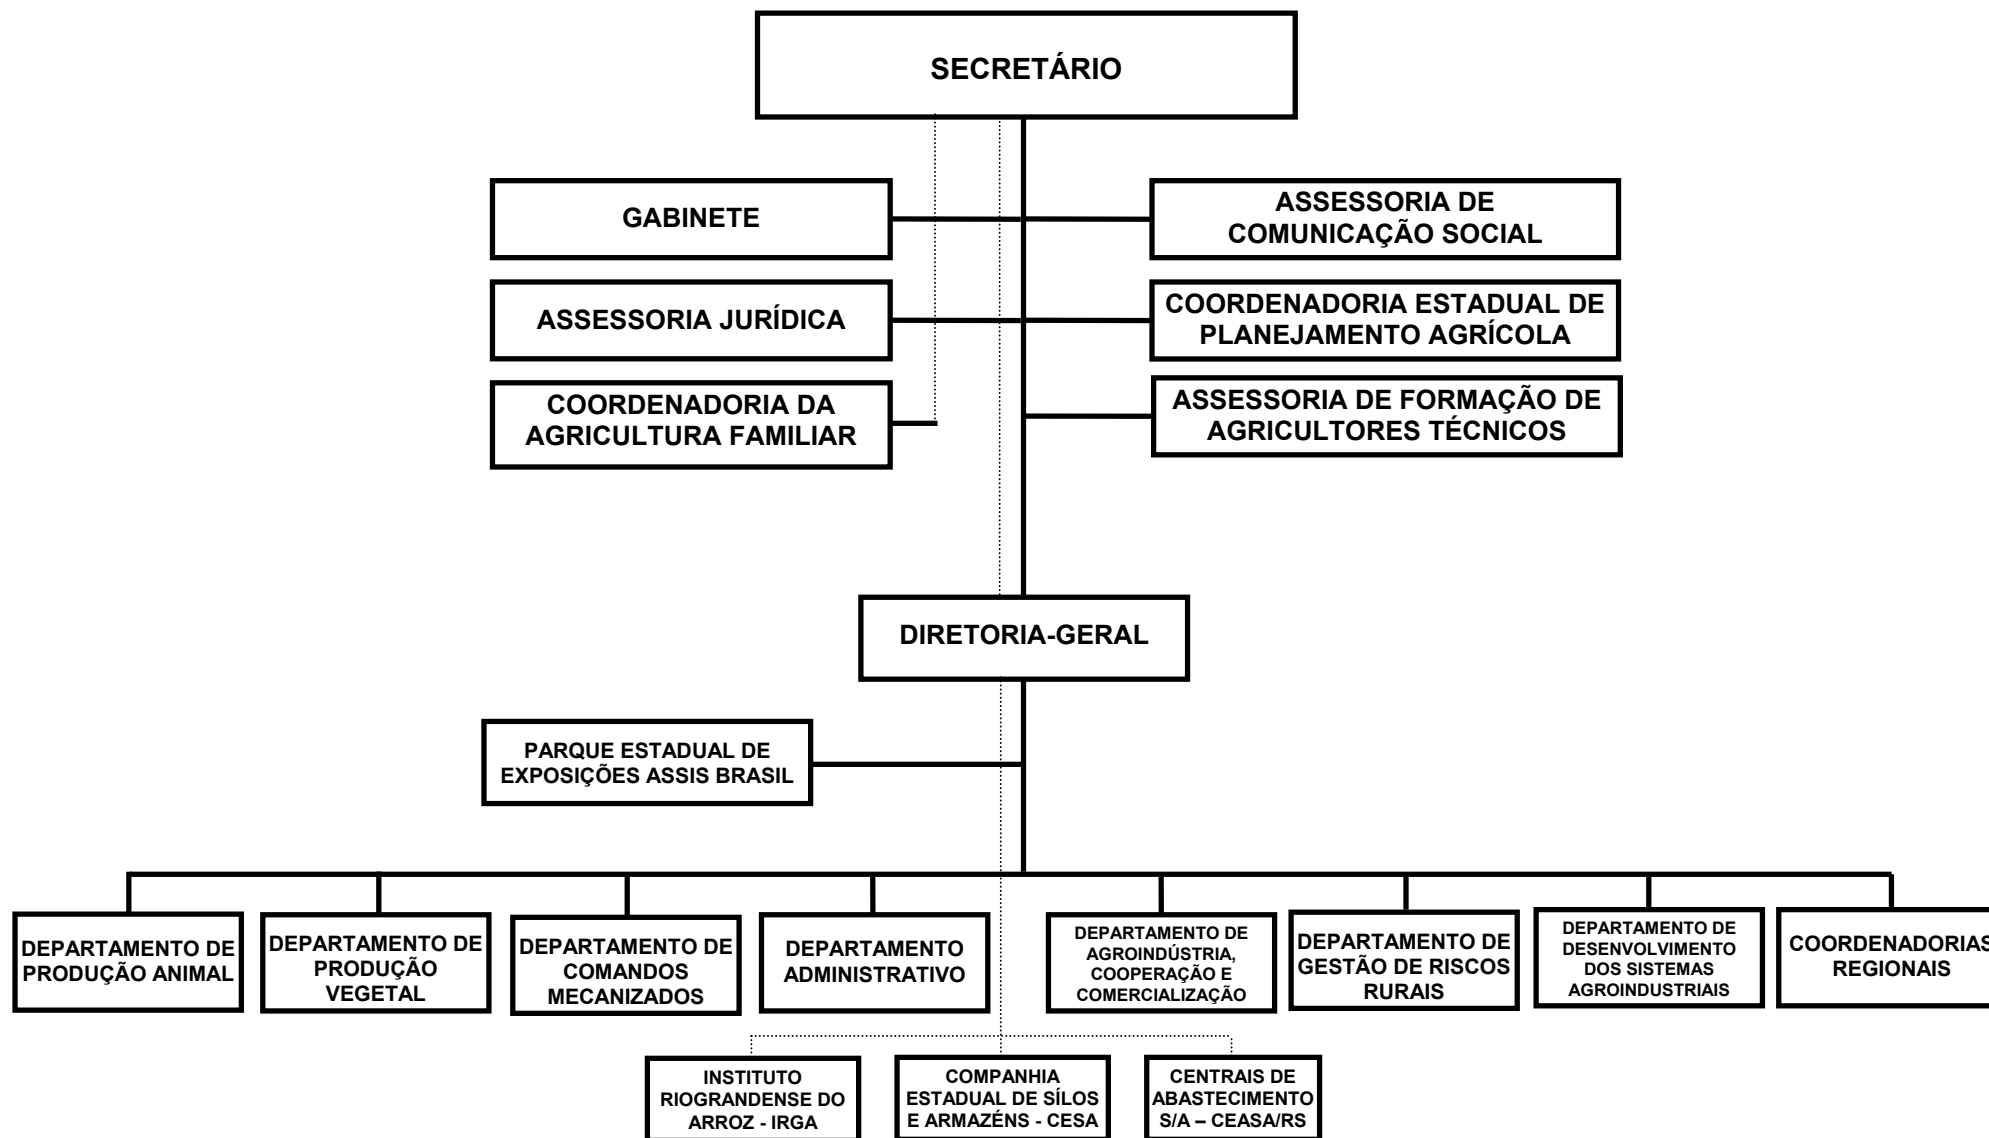 SECRETÁRIO
GABINETE
ASSESSORIA DE
COMUNICAÇÃO SOCIAL
ASSESSORIA JURÍDICA
COORDENADORIA ESTADUAL DE
PLANEJAMENTO AGRÍCOLA
COORDENADORIA DA
AGRICULTURA FAMILIAR
ASSESSORIA DE FORMAÇÃO DE
AGRICULTORES TÉCNICOS
DIRETORIA-GERAL
PARQUE ESTADUAL DE
EXPOSIÇÕES ASSIS BRASIL
DEPARTAMENTO DE
PRODUÇÃO ANIMAL
DEPARTAMENTO DE
PRODUÇÃO
VEGETAL
DEPARTAMENTO DE
COMANDOS
MECANIZADOS
DEPARTAMENTO
ADMINISTRATIVO
DEPARTAMENTO DE
AGROINDÚSTRIA,
COOPERAÇÃO E
COMERCIALIZAÇÃO
DEPARTAMENTO DE
GESTÃO DE RISCOS
RURAIS
DEPARTAMENTO DE
DESENVOLVIMENTO
DOS SISTEMAS
AGROINDUSTRIAIS
COORDENADORIAS
REGIONAIS
INSTITUTO
RIOGRANDENSE DO
ARROZ - IRGA
COMPANHIA
ESTADUAL DE SÍLOS
E ARMAZÉNS - CESA
CENTRAIS DE
ABASTECIMENTO
S/A – CEASA/RS